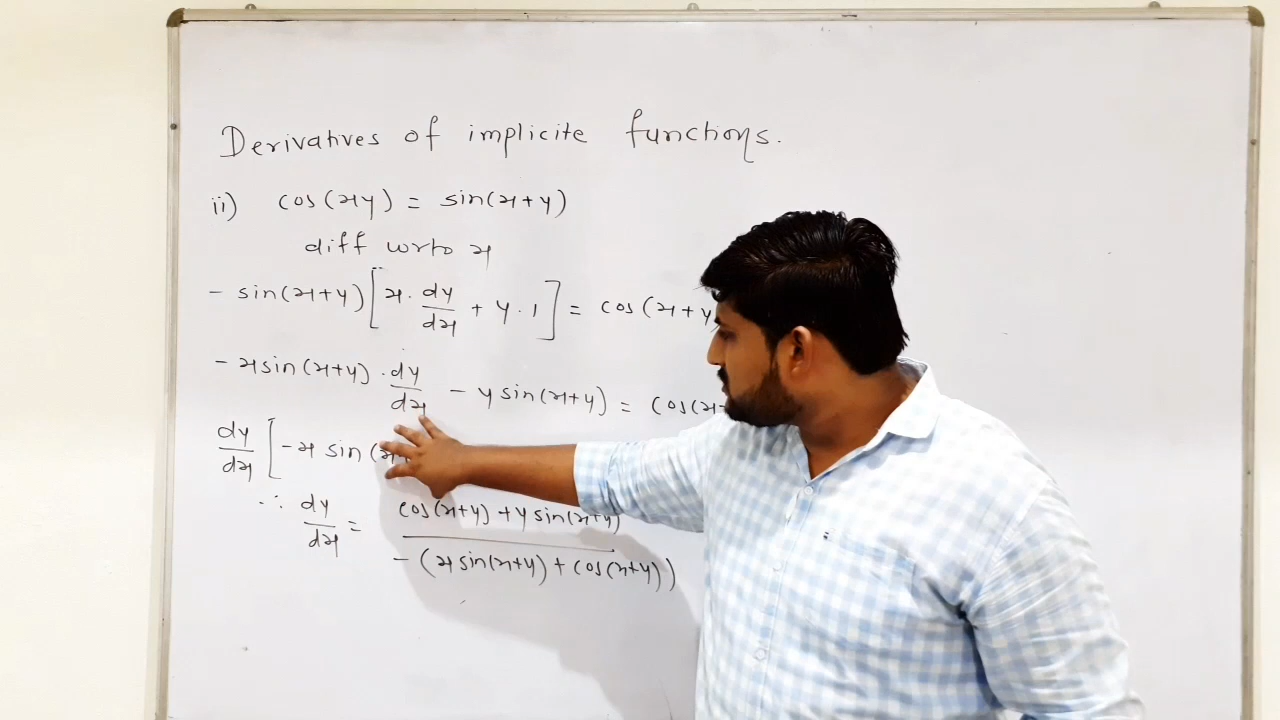 Derivatives of implicite functions.
ii) cos(xy) = sin(x+y)
diff wrto x
- sin(x+y) [x. dy/dx + y . 1] = cos(x+y
- x sin(x+y) . dy/dx - y sin(x+y) = cos(x+
dy/dx [-x sin (x+
∴ dy/dx = cos(x+y) + y sin(x+y) / - (x sin(x+y) + cos(x+y))